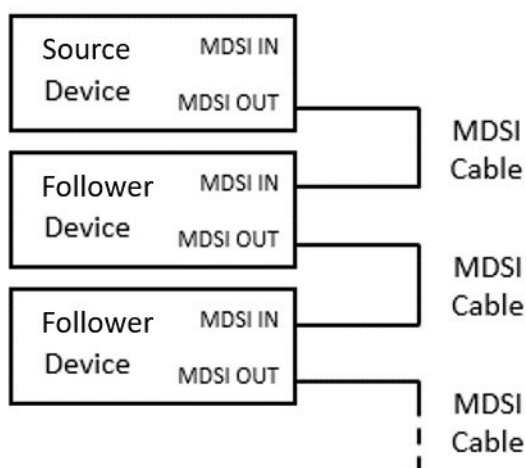 Source
Device
MDSI IN
MDSI OUT
MDSI
Cable
Follower
Device
MDSI IN
MDSI OUT
MDSI
Cable
Follower
Device
MDSI IN
MDSI OUT
MDSI
Cable